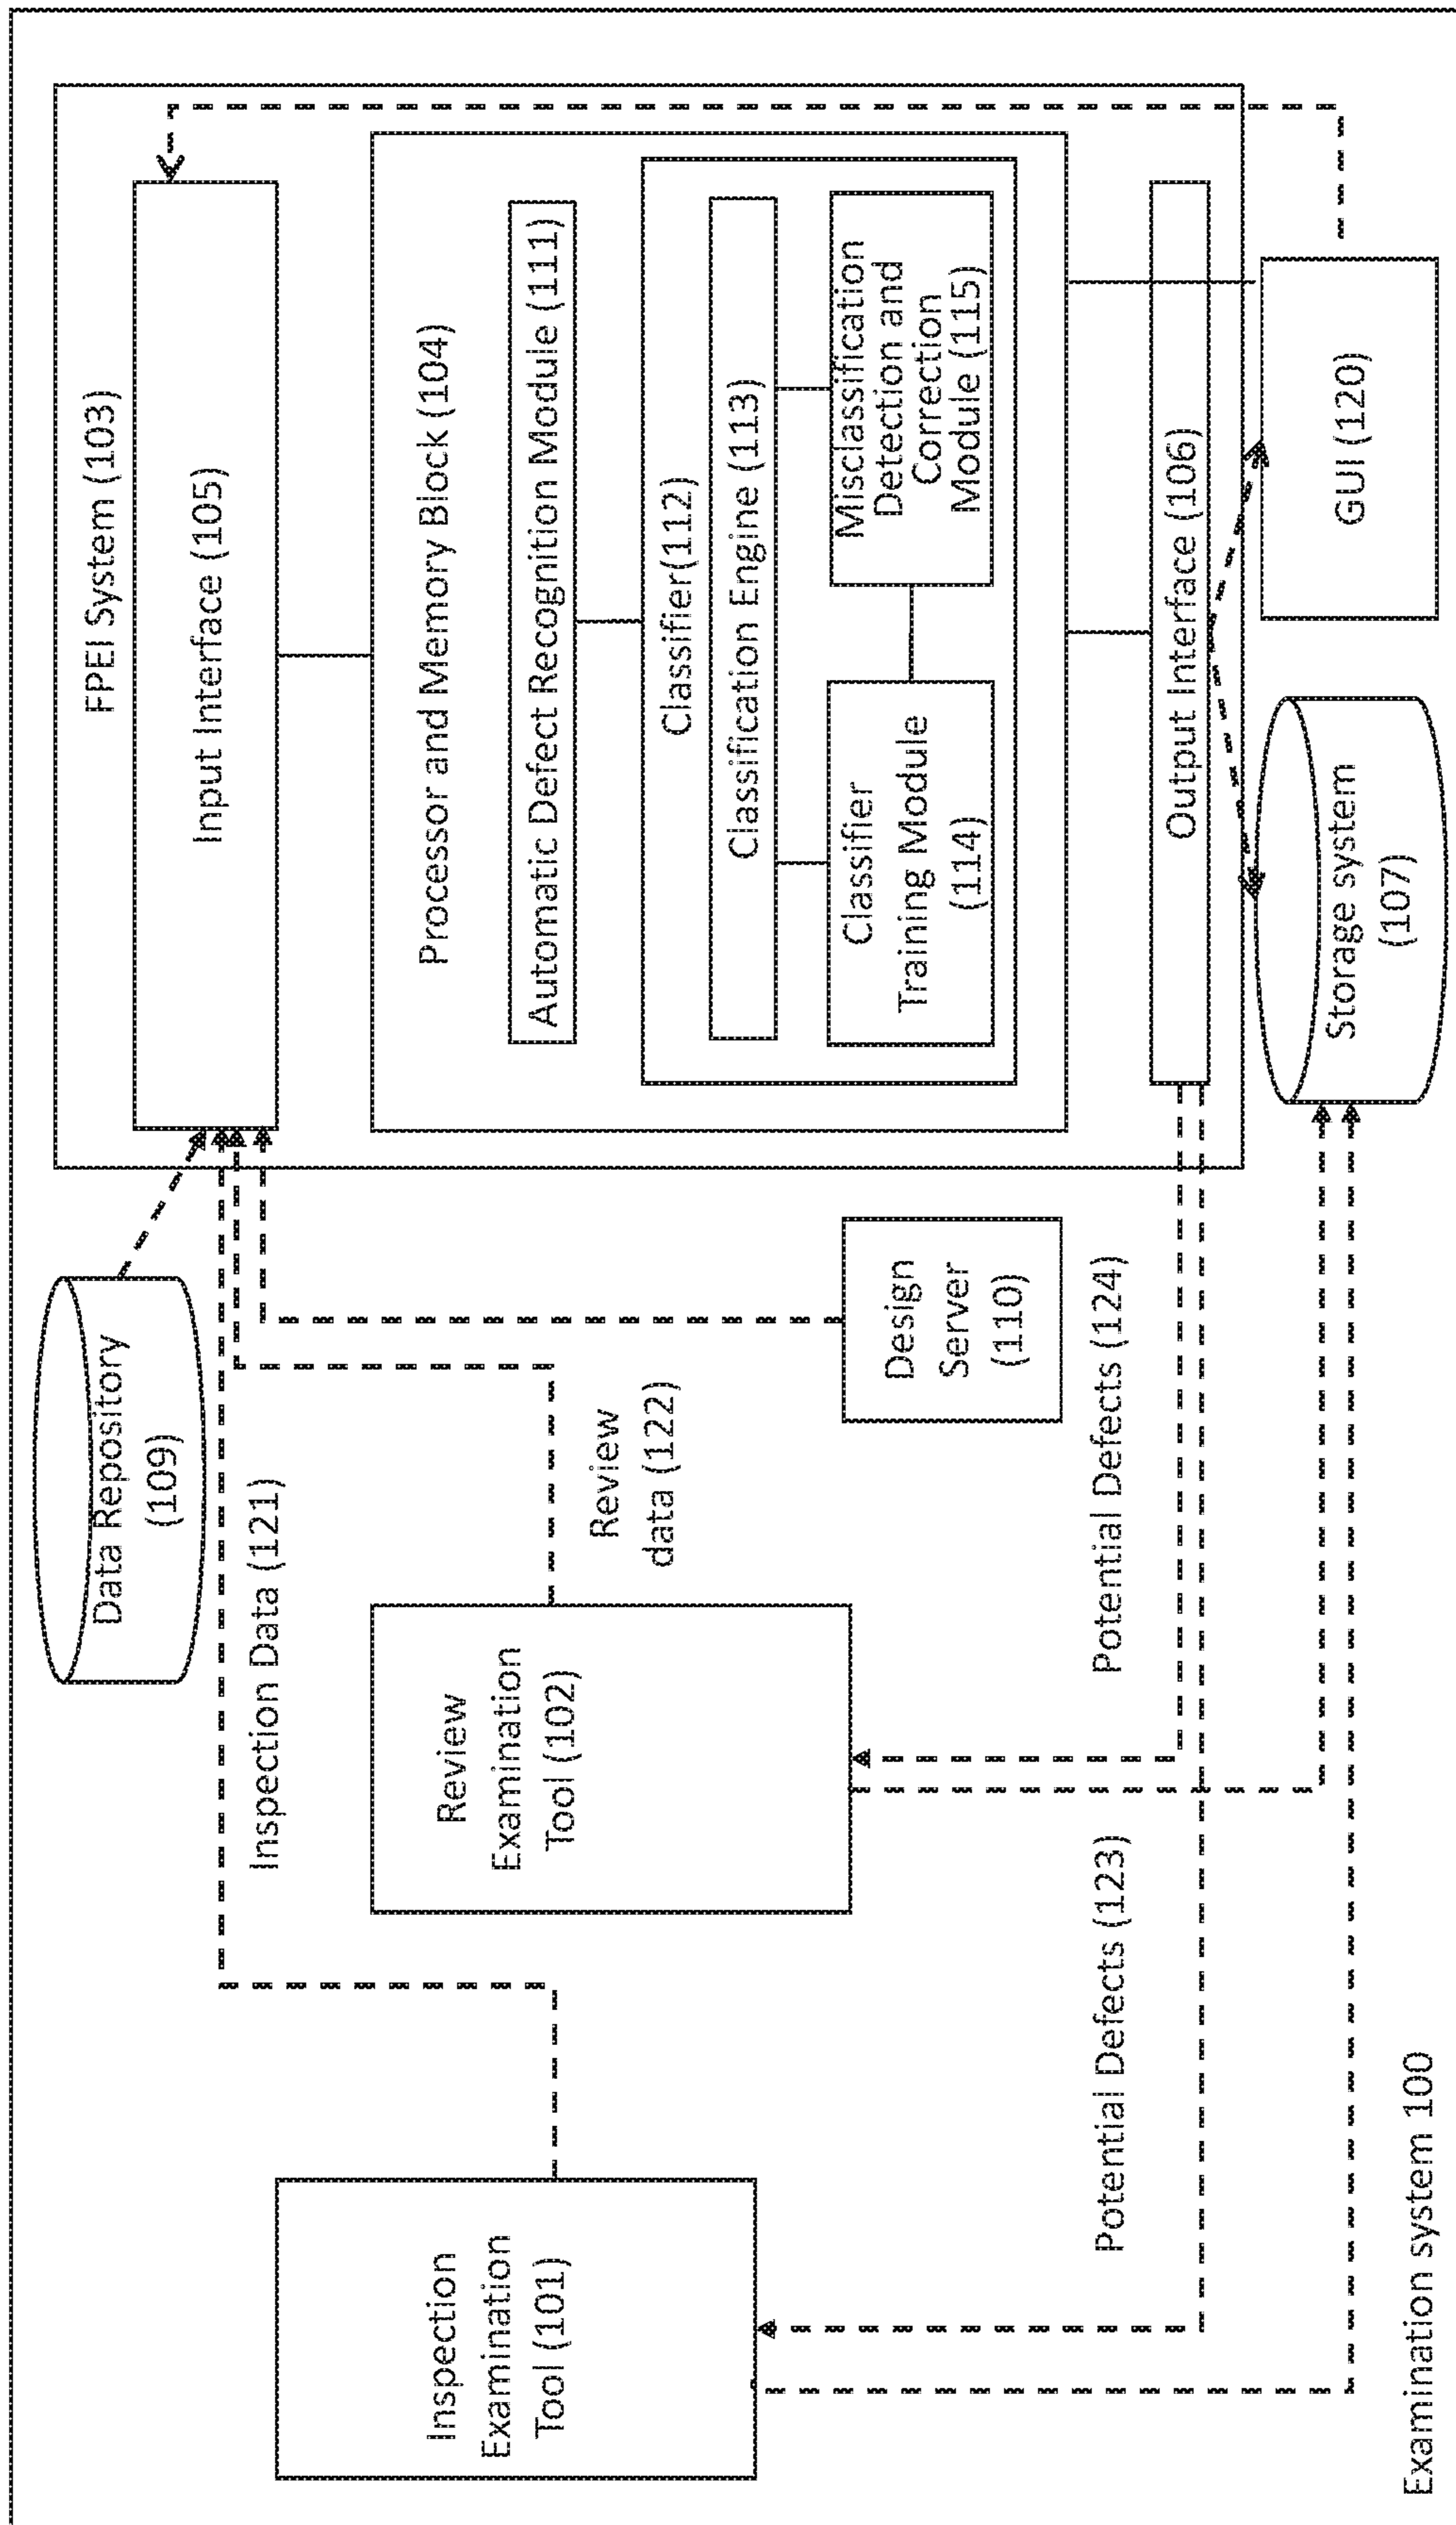 Inspection
Examination
Tool (101)
Review
Examination
Tool (102)
Inspection Data (121)
Data Repository
(109)
Review
data (122)
Design
Server
(110)
Potential Defects (123)
Potential Defects (124)
FPEI System (103)
Input Interface (105)
Processor and Memory Block (104)
Automatic Defect Recognition Module (111)
Classifier(112)
Classification Engine (113)
Classifier
Training Module
(114)
Misclassification
Detection and
Correction
Module (115)
Output Interface (106)
Storage system
(107)
GUI (120)
Examination system 100